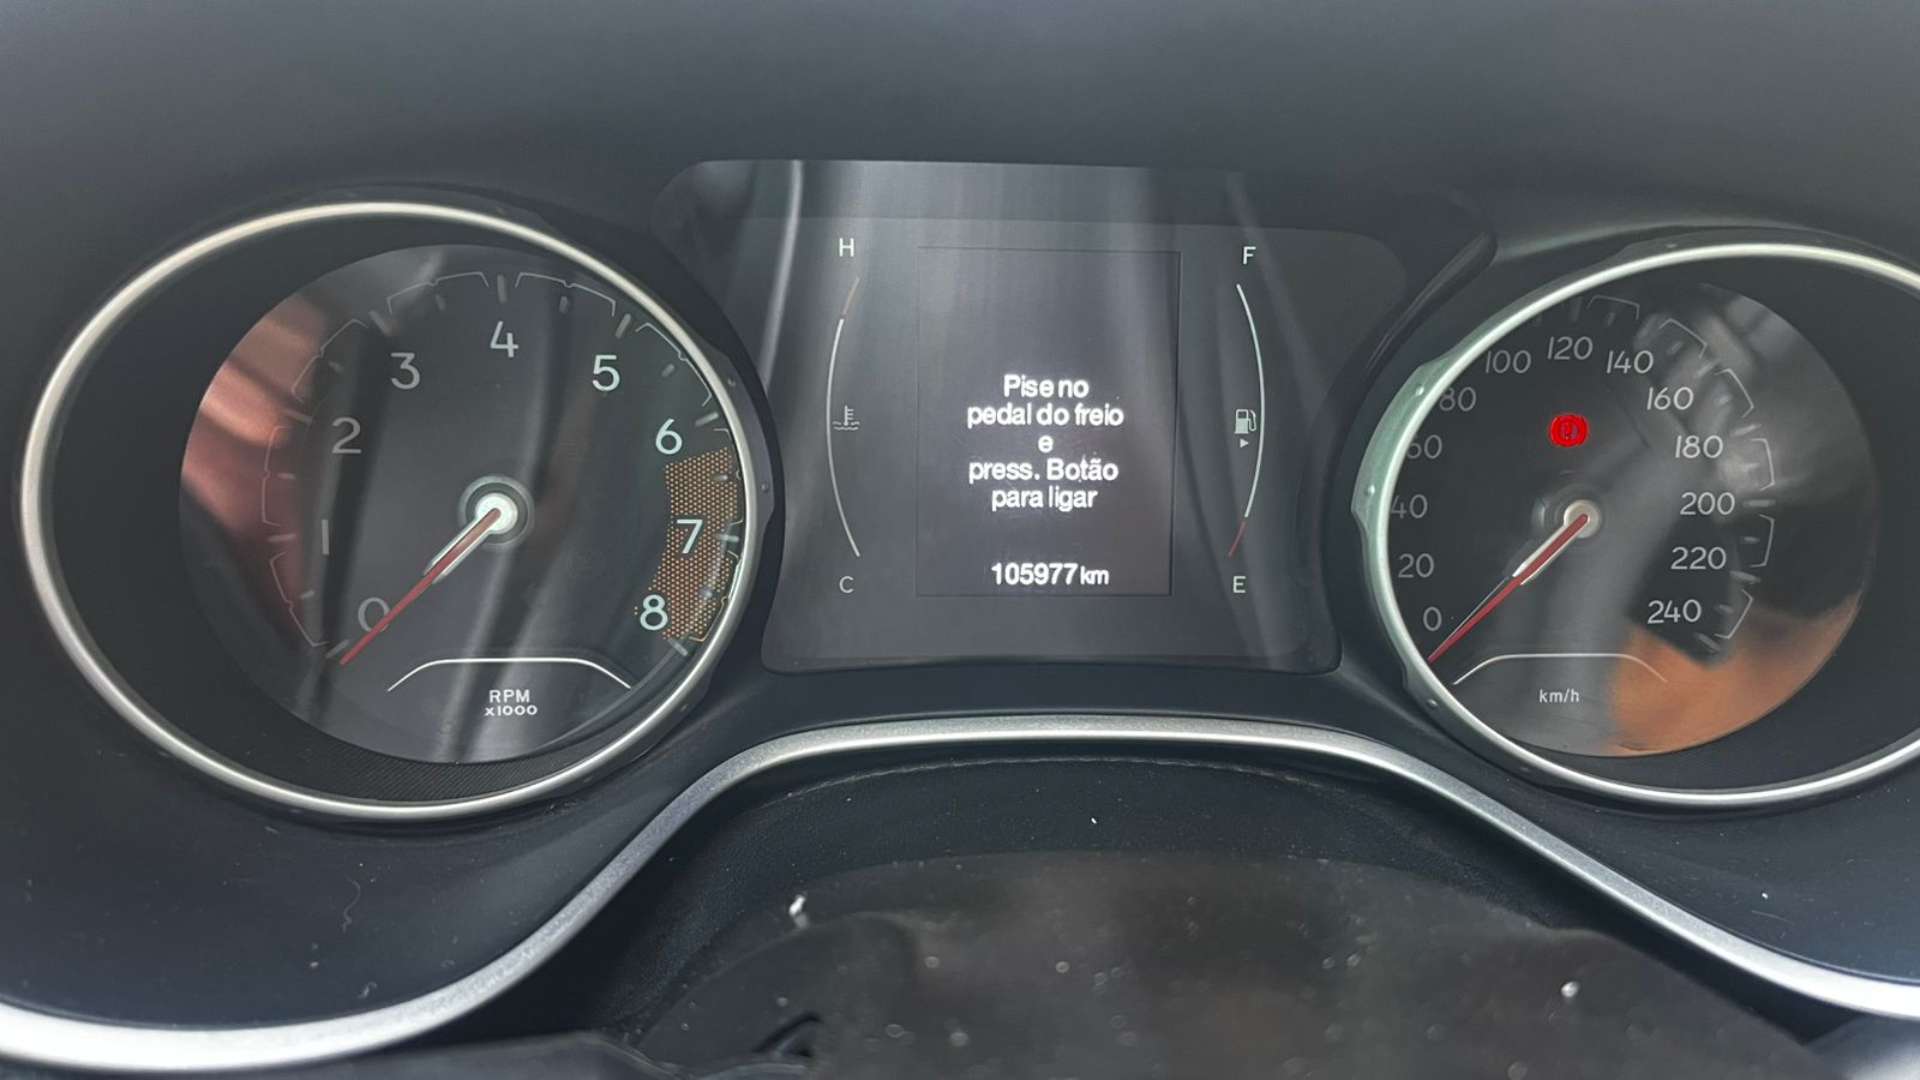 0
1
2
3
4
5
6
7
8
RPM
x1000
H
C
Pise no
pedal do freio
e
press. Botão
para ligar
105977 km
F
E
0
20
40
60
80
100
120
140
160
180
200
220
240
km/h